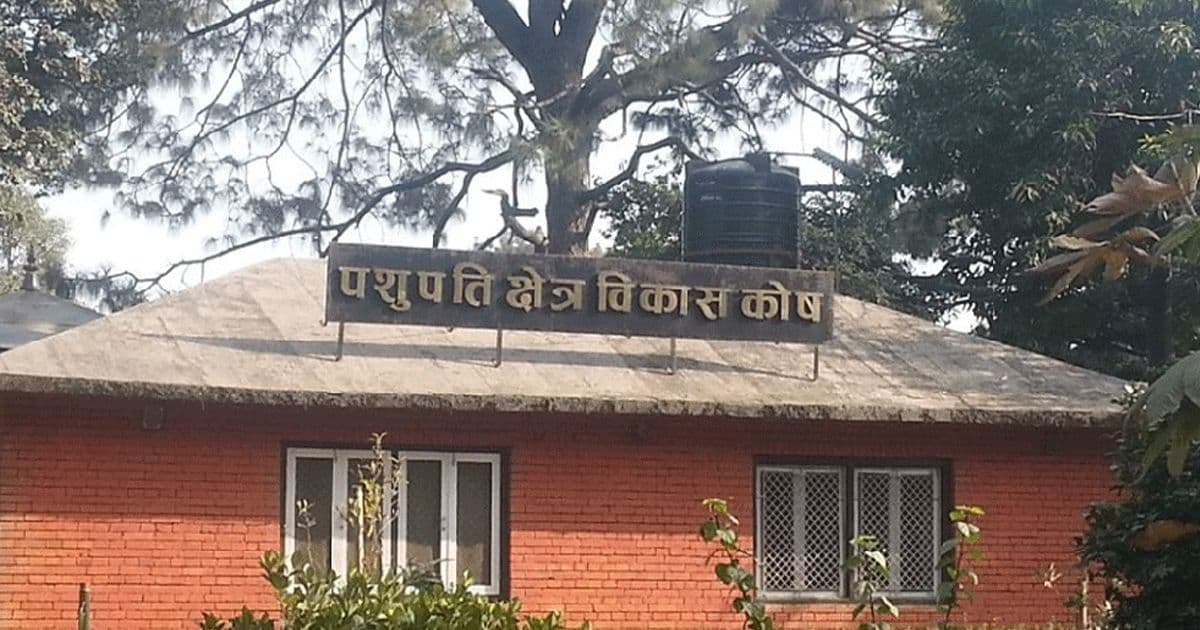 पशुपति क्षेत्र विकास कोष